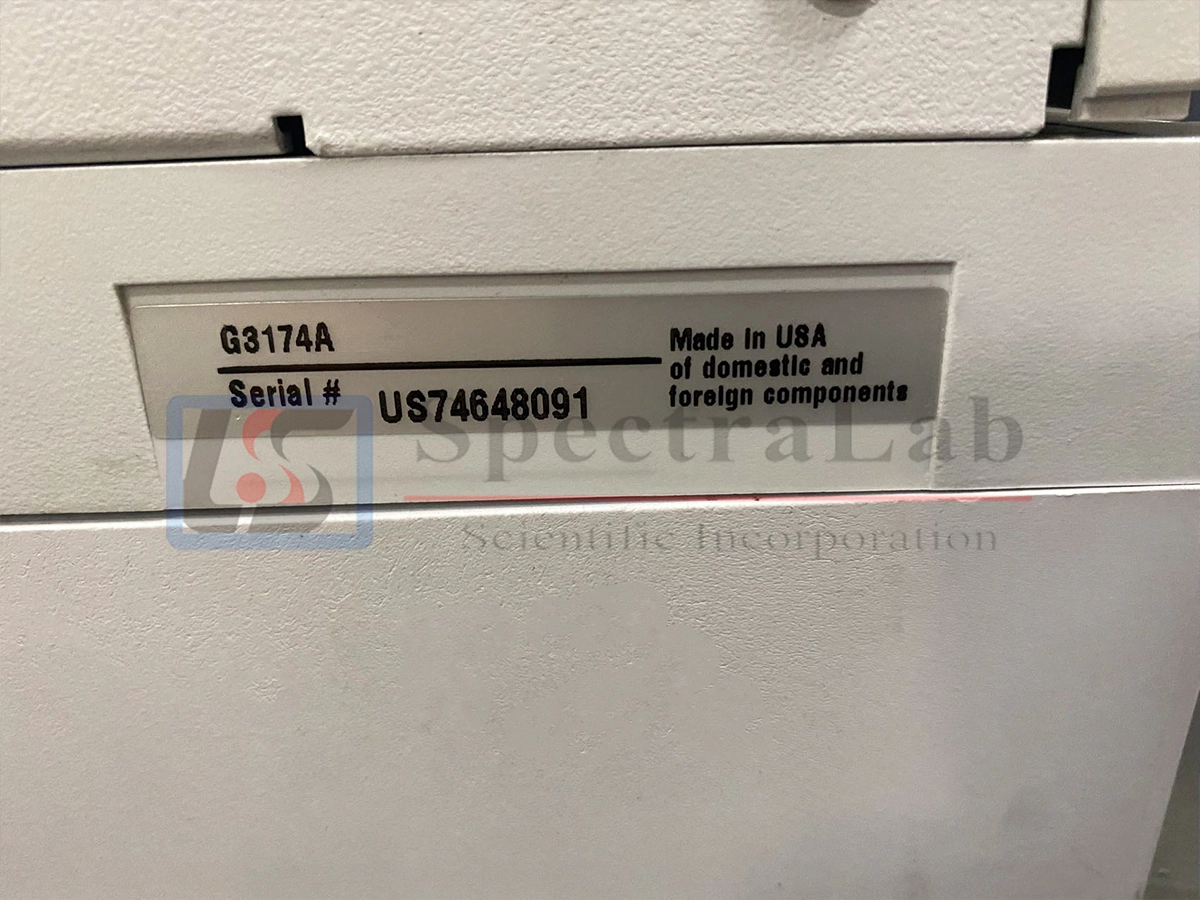 G3174A
Serial # US74648091
Made in USA
of domestic and
foreign components
SpectraLab
Scientific Incorporation